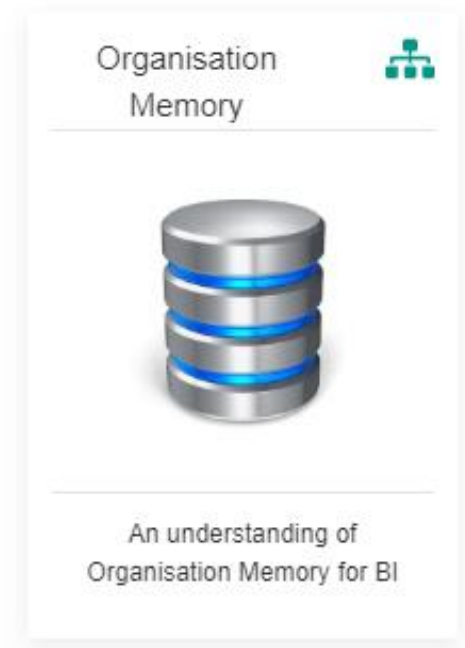 Organisation
Memory
An understanding of
Organisation Memory for BI